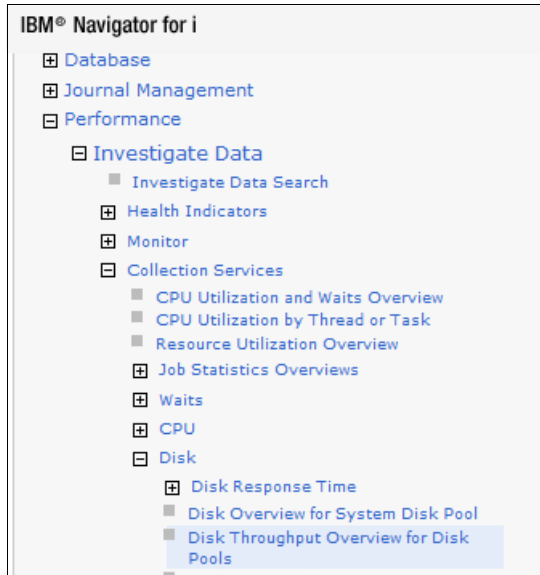 IBM® Navigator for i
Database
Journal Management
Performance
Investigate Data
Investigate Data Search
Health Indicators
Monitor
Collection Services
CPU Utilization and Waits Overview
CPU Utilization by Thread or Task
Resource Utilization Overview
Job Statistics Overviews
Waits
CPU
Disk
Disk Response Time
Disk Overview for System Disk Pool
Disk Throughput Overview for Disk
Pools